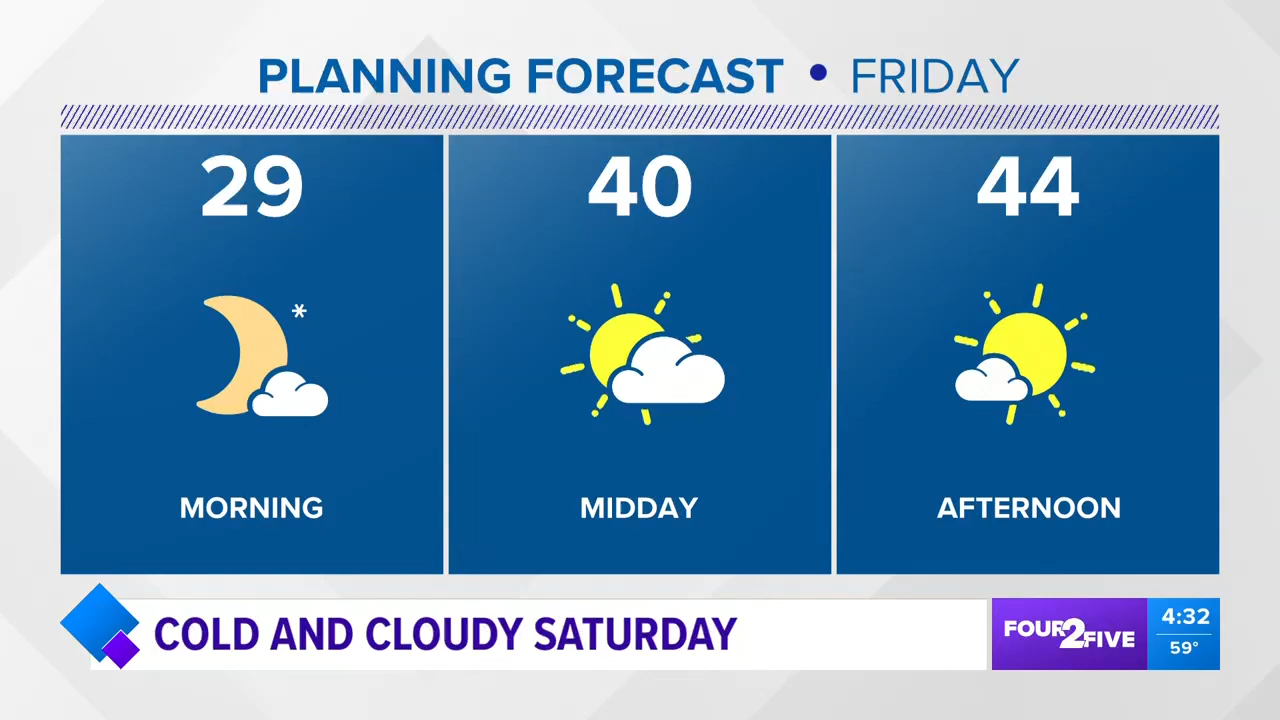 PLANNING FORECAST • FRIDAY
29
40
44
MORNING
MIDDAY
AFTERNOON
COLD AND CLOUDY SATURDAY
FOUR2FIVE
4:32
59°